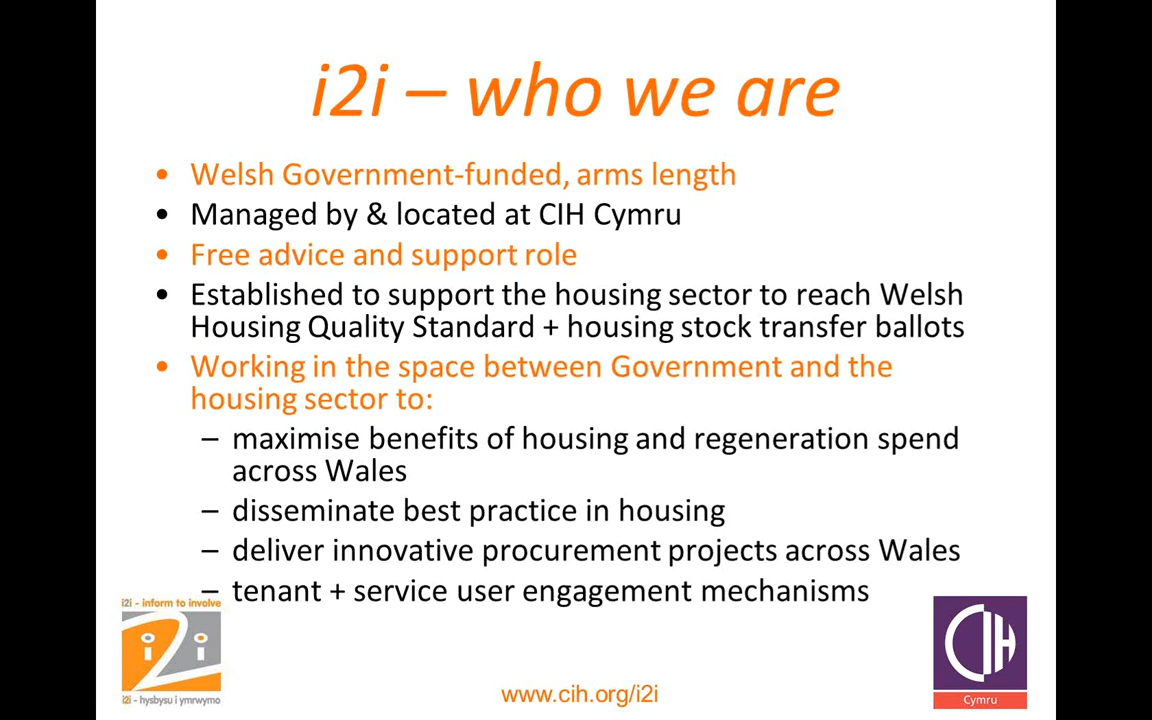 i2i – who we are
• Welsh Government-funded, arms length
• Managed by & located at CIH Cymru
• Free advice and support role
• Established to support the housing sector to reach Welsh
Housing Quality Standard + housing stock transfer ballots
• Working in the space between Government and the
housing sector to:
– maximise benefits of housing and regeneration spend
across Wales
– disseminate best practice in housing
– deliver innovative procurement projects across Wales
– tenant + service user engagement mechanisms
i2i - inform to involve
i2i
i2i - hysbysu i ymrwymo
www.cih.org/i2i
CIH
Cymru